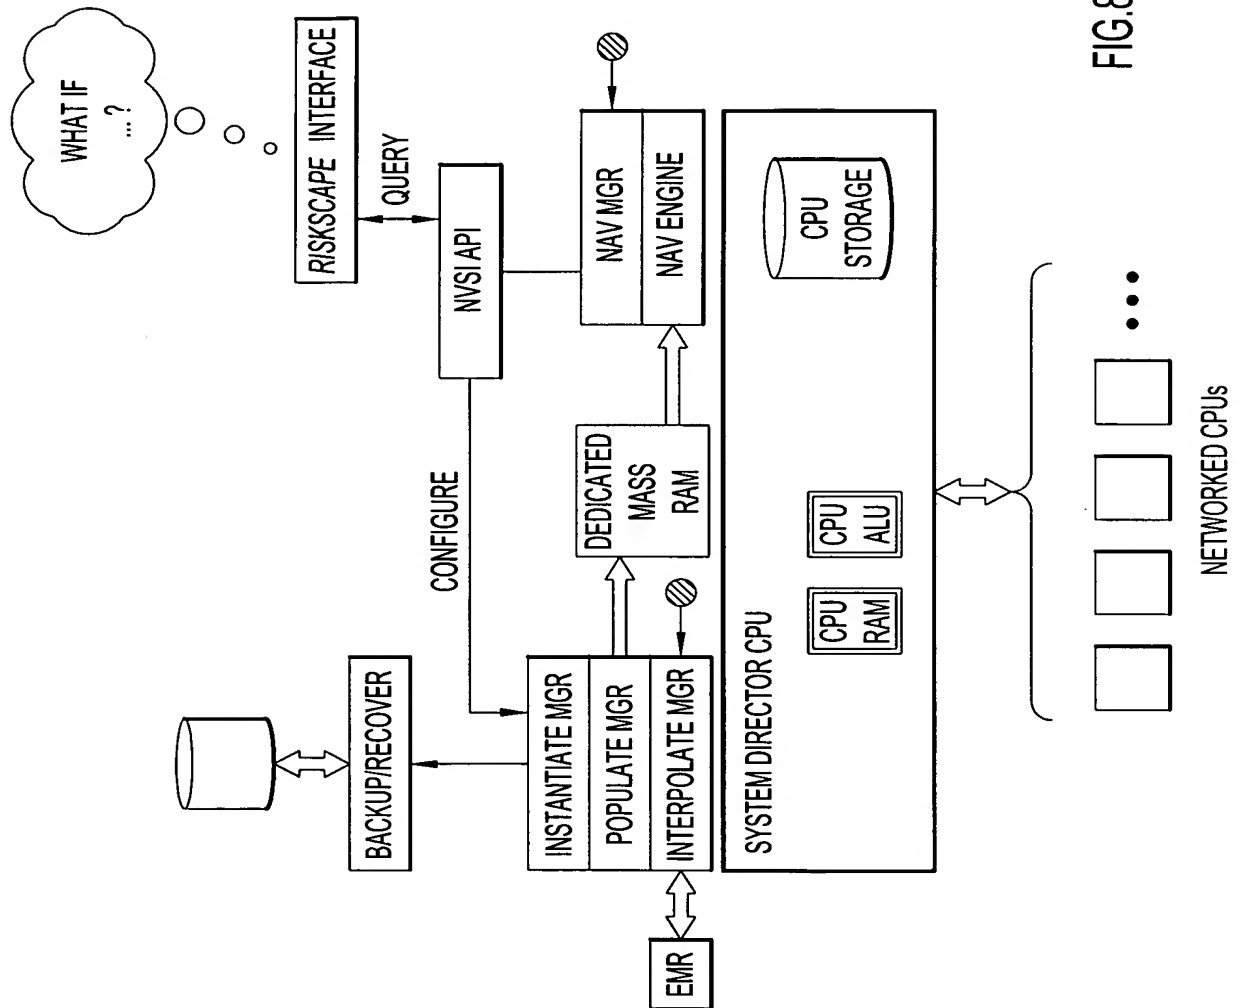 WHAT IF
...?
RISKSCAPE INTERFACE
QUERY
NVSI API
CONFIGURE
BACKUP/RECOVER
INSTANTIATE MGR
POPULATE MGR
INTERPOLATE MGR
EMR
DEDICATED
MASS
RAM
NAV MGR
NAV ENGINE
SYSTEM DIRECTOR CPU
CPU
RAM
CPU
ALU
CPU
STORAGE
NETWORKED CPUs
FIG.8